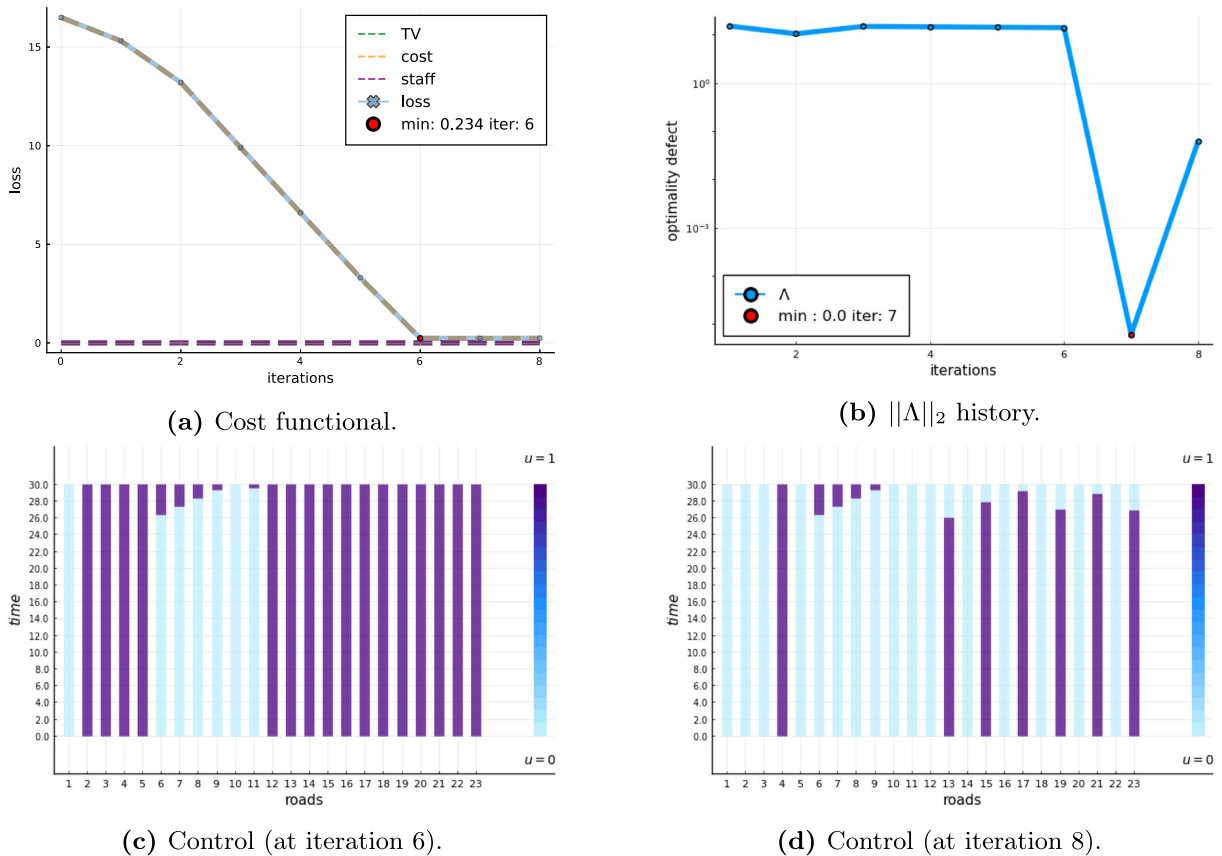 15
10
5
0
loss
TV
cost
staff
loss
min: 0.234 iter: 6
0 2 4 6 8
iterations
(a) Cost functional.
10⁰
10⁻³
optimality defect
Λ
min : 0.0 iter: 7
2 4 6 8
iterations
(b) ||Λ||₂ history.
u = 1
30.0
28.0
26.0
24.0
22.0
20.0
18.0
16.0
14.0
12.0
10.0
8.0
6.0
4.0
2.0
0.0
time
u = 0
1 2 3 4 5 6 7 8 9 10 11 12 13 14 15 16 17 18 19 20 21 22 23
roads
(c) Control (at iteration 6).
u = 1
30.0
28.0
26.0
24.0
22.0
20.0
18.0
16.0
14.0
12.0
10.0
8.0
6.0
4.0
2.0
0.0
time
u = 0
1 2 3 4 5 6 7 8 9 10 11 12 13 14 15 16 17 18 19 20 21 22 23
roads
(d) Control (at iteration 8).